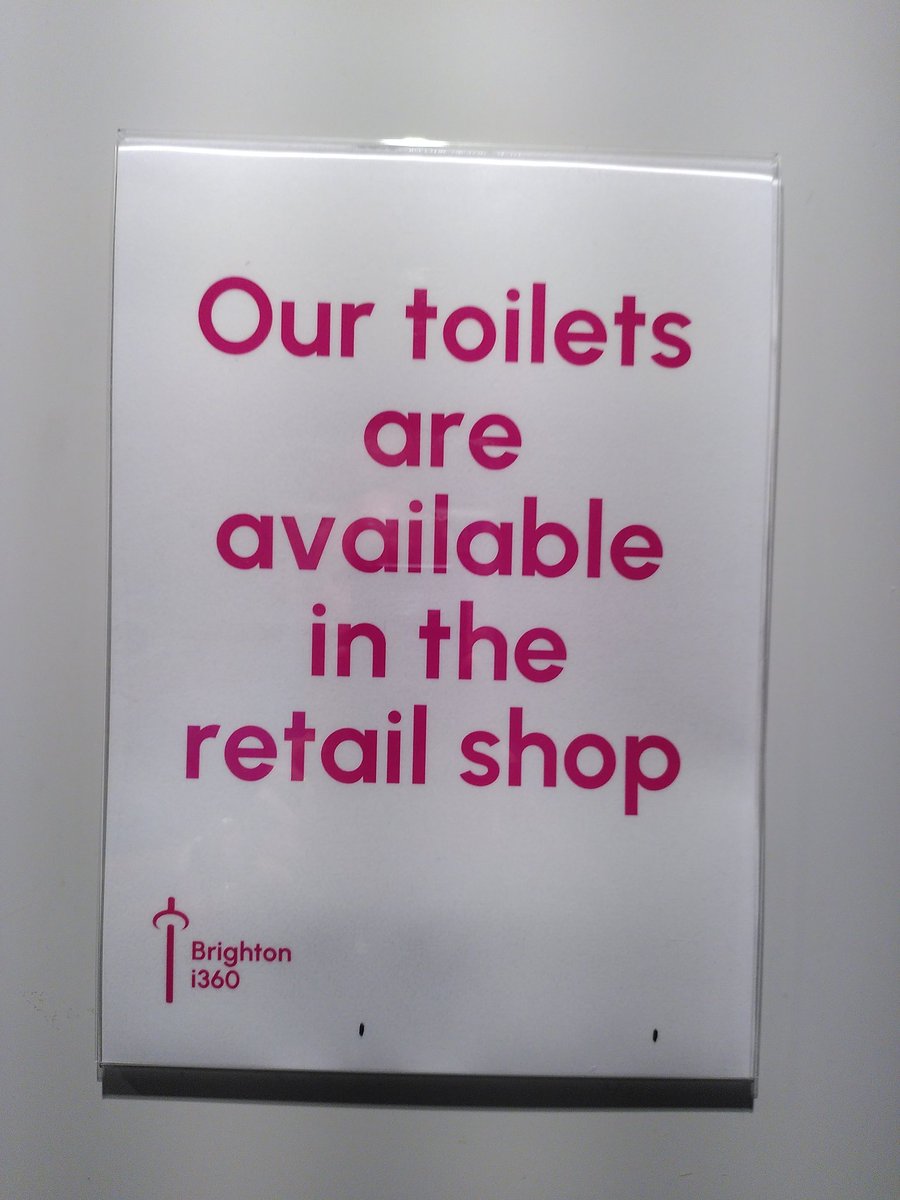 Our toilets
are
available
in the
retail shop
Brighton
i360